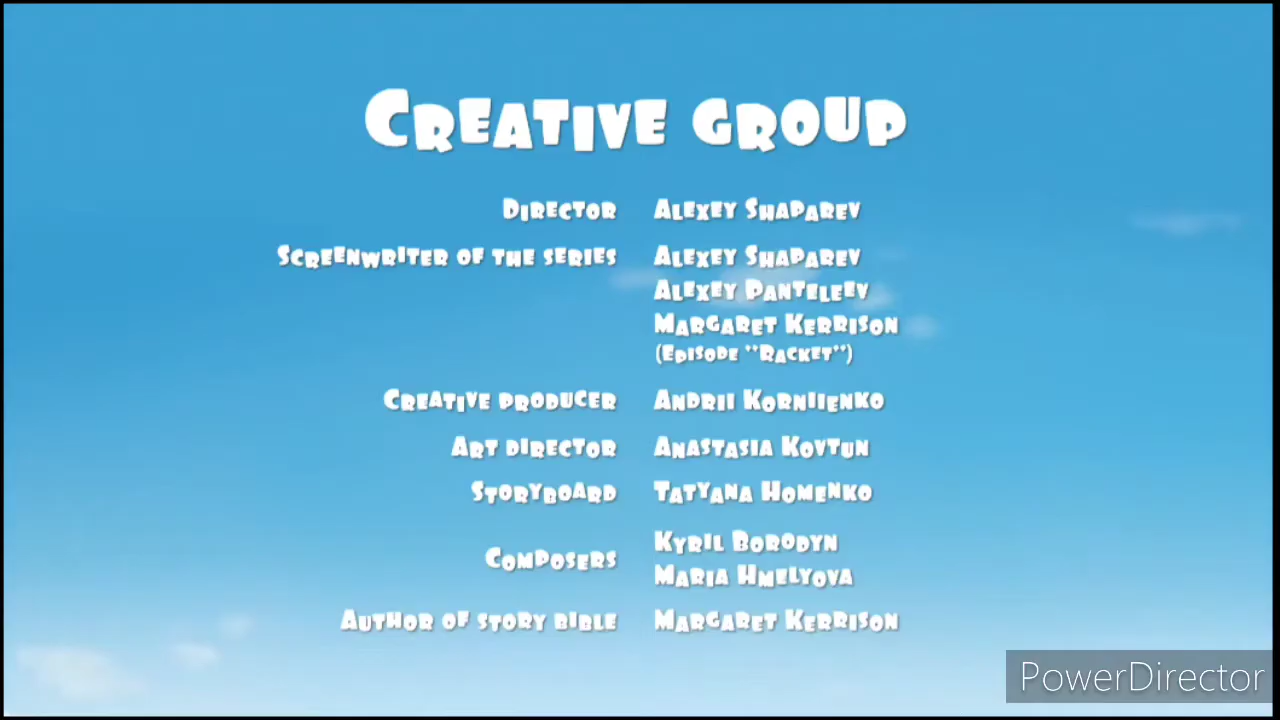 Creative group
Director Alexey Shaparev
Screenwriter of the series Alexey Shaparev
Alexey Panteleev
Margaret Kerrison
(Episode "Racket")
Creative producer Andrii Korniienko
Art director Anastasia Kovtun
Storyboard Tatyana Homenko
Composers Kyril Borodyn
Maria Hmelyova
Author of story bible Margaret Kerrison
PowerDirector